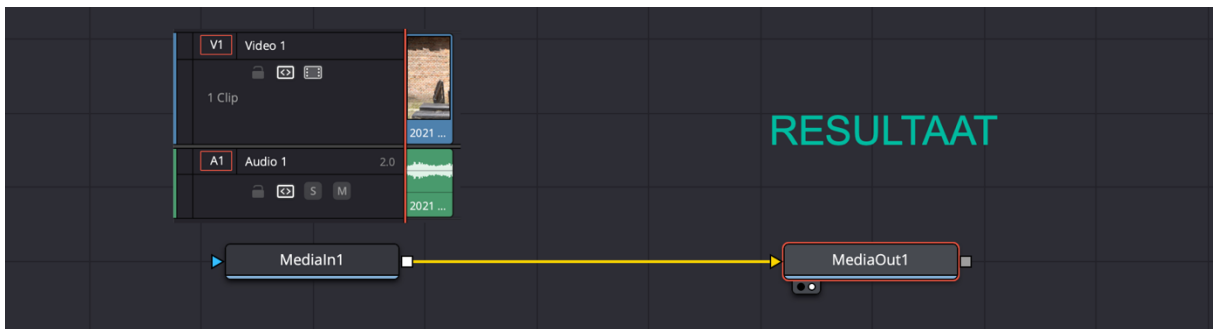 V1 Video 1
1 Clip
2021 ...
RESULTAAT
A1 Audio 1 2.0
S M
2021 ...
MediaIn1
MediaOut1